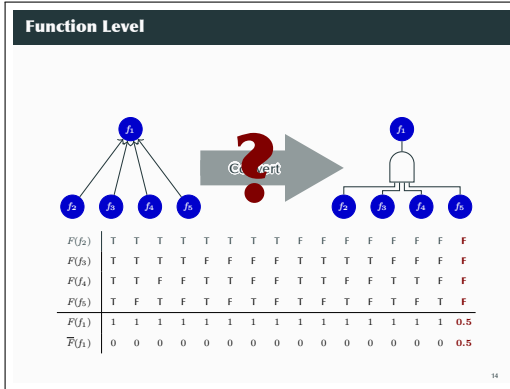 Function Level
f₁ f₁
?
Convert
f₂ f₃ f₄ f₅ f₂ f₃ f₄ f₅
F(f₂) T T T T T T T T F F F F F F F F
F(f₃) T T T T F F F F T T T T F F F F
F(f₄) T T F F T T F F T T F F T T F F
F(f₅) T F T F T F T F T F T F T F T F
F(f₁) 1 1 1 1 1 1 1 1 1 1 1 1 1 1 1 0.5
F̅(f₁) 0 0 0 0 0 0 0 0 0 0 0 0 0 0 0 0.5
14